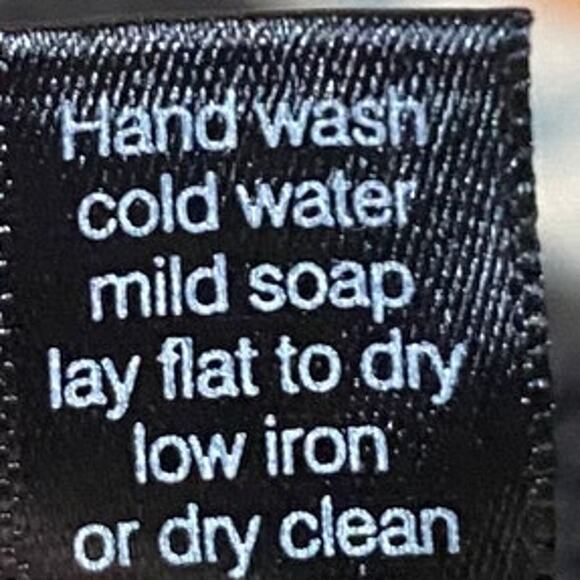 Hand wash
cold water
mild soap
lay flat to dry
low iron
or dry clean